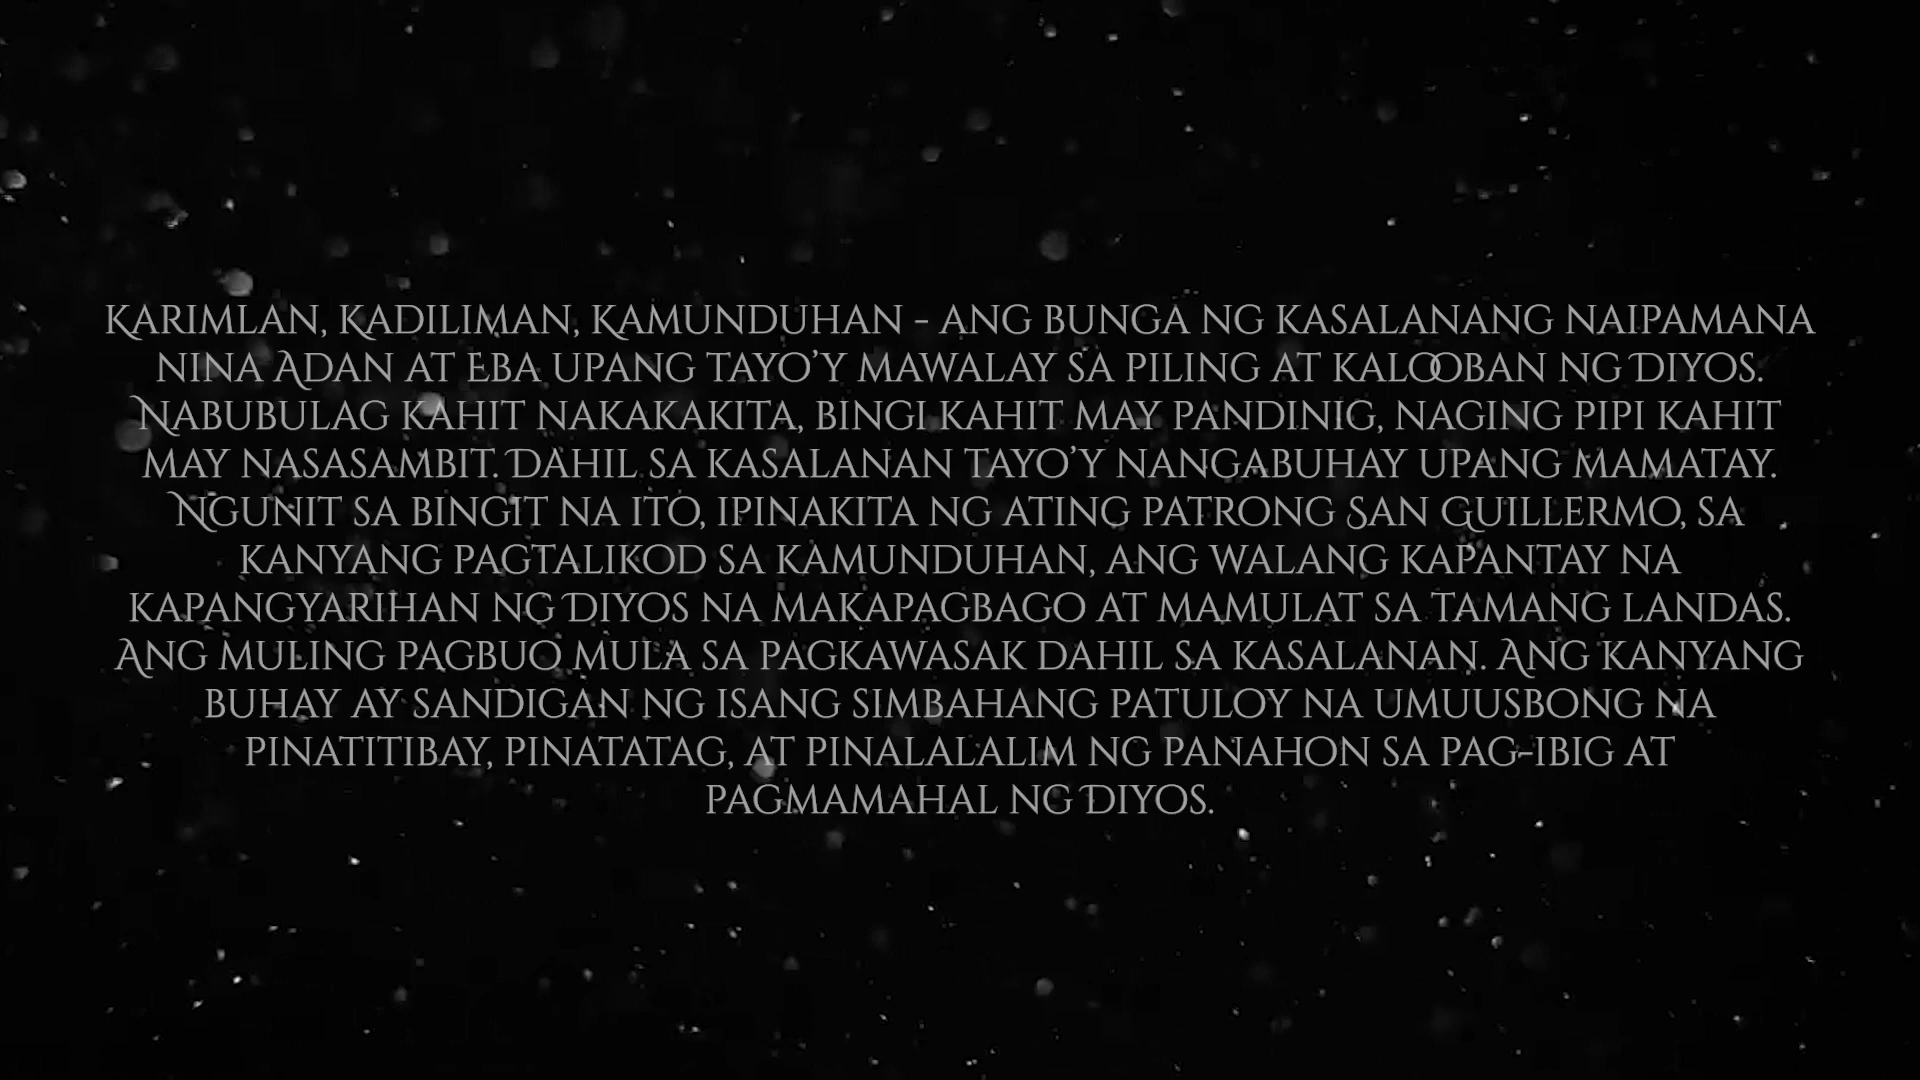 Karimlan, Kadiliman, Kamunduhan - ang bunga ng kasalanang naipamana
nina Adan at Eba upang tayo’y mawalay sa piling at kalooban ng Diyos.
Nabubulag kahit nakakakita, bingi kahit may pandinig, naging pipi kahit
may nasasambit. Dahil sa kasalanan tayo’y nangabuhay upang mamatay.
Ngunit sa bingit na ito, ipinakita ng ating patrong San Guillermo, sa
kanyang pagtalikod sa kamunduhan, ang walang kapantay na
kapangyarihan ng Diyos na makapagbago at mamulat sa tamang landas.
Ang muling pagbuo mula sa pagkawasak dahil sa kasalanan. Ang kanyang
buhay ay sandigan ng isang simbahang patuloy na umuusbong na
pinatitibay, pinatatag, at pinalalalim ng panahon sa pag-ibig at
pagmamahal ng Diyos.